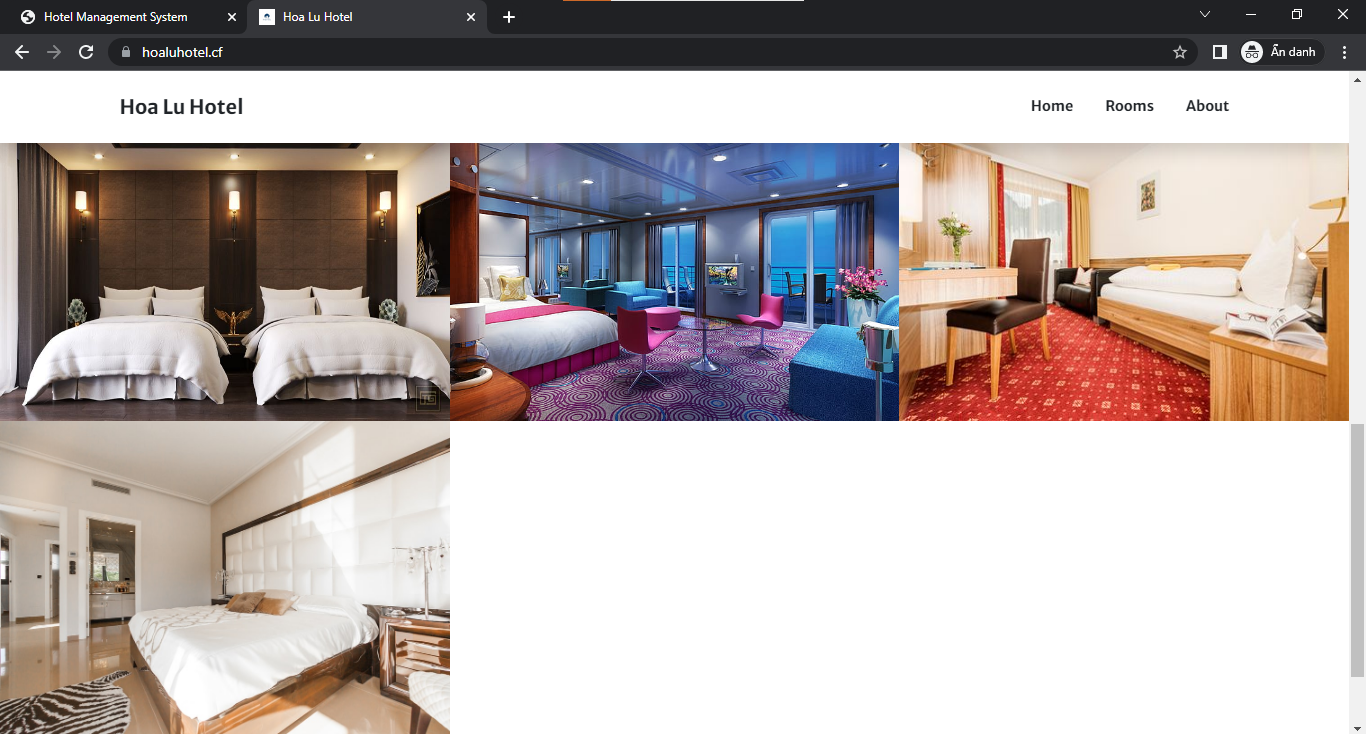 Hotel Management System
Hoa Lu Hotel
hoaluhotel.cf
Ẩn danh
Hoa Lu Hotel
Home
Rooms
About